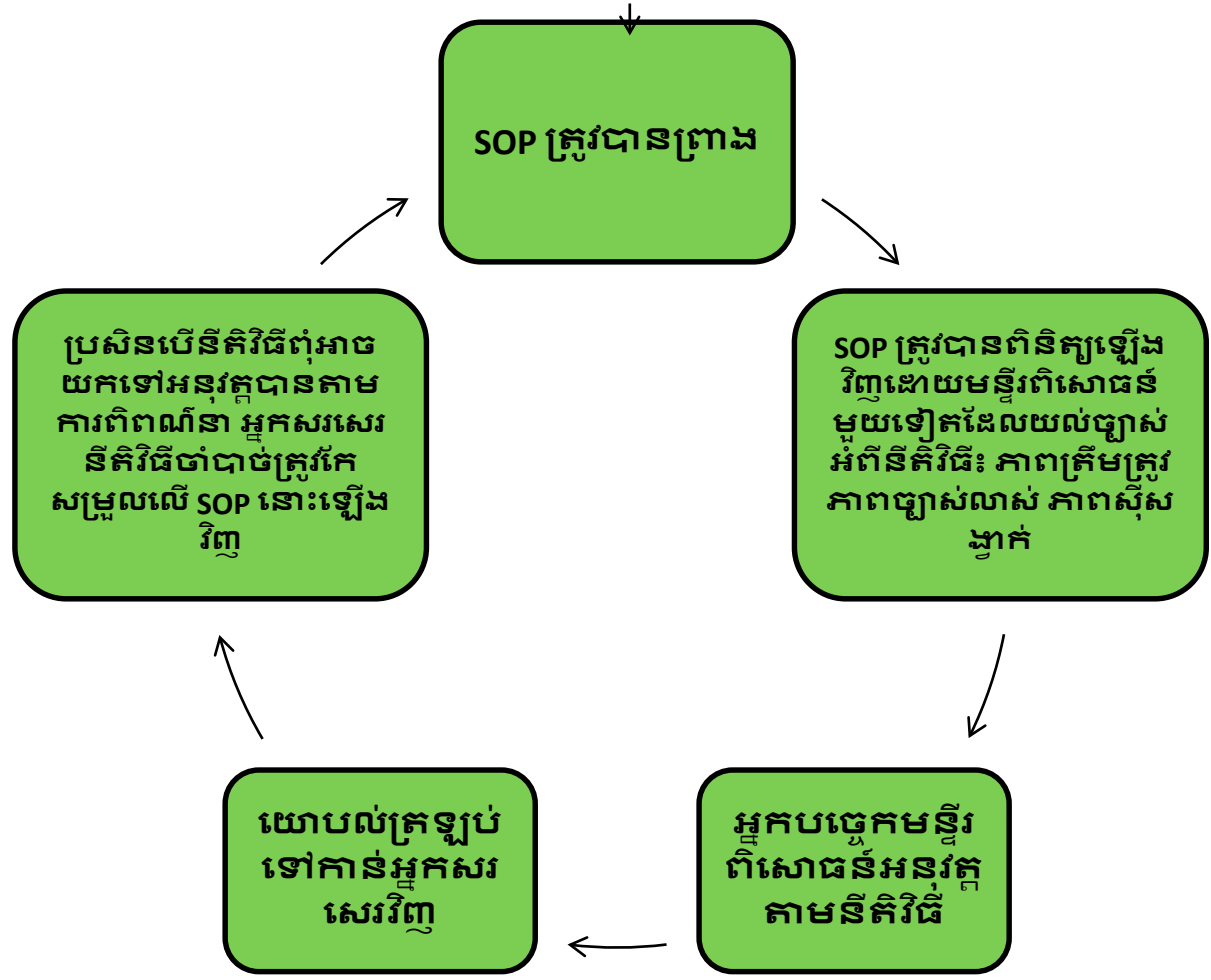 SOP ត្រូវបានព្រាង
SOP ត្រូវបានពិនិត្យឡើង
វិញដោយមន្ទីរពិសោធន៍
មួយទៀតដែលយល់ច្បាស់
អំពីនីតិវិធី៖ ភាពត្រឹមត្រូវ
ភាពច្បាស់លាស់ ភាពស៊ីស
ង្វាក់
អ្នកបច្ចេកមន្ទីរ
ពិសោធន៍អនុវត្ត
តាមនីតិវិធី
យោបល់ត្រឡប់
ទៅកាន់អ្នកសរ
សេរវិញ
ប្រសិនបើនីតិវិធីពុំអាច
យកទៅអនុវត្តបានតាម
ការពិពណ៌នា អ្នកសរសេរ
នីតិវិធីចាំបាច់ត្រូវកែ
សម្រួលលើ SOP នោះឡើង
វិញ